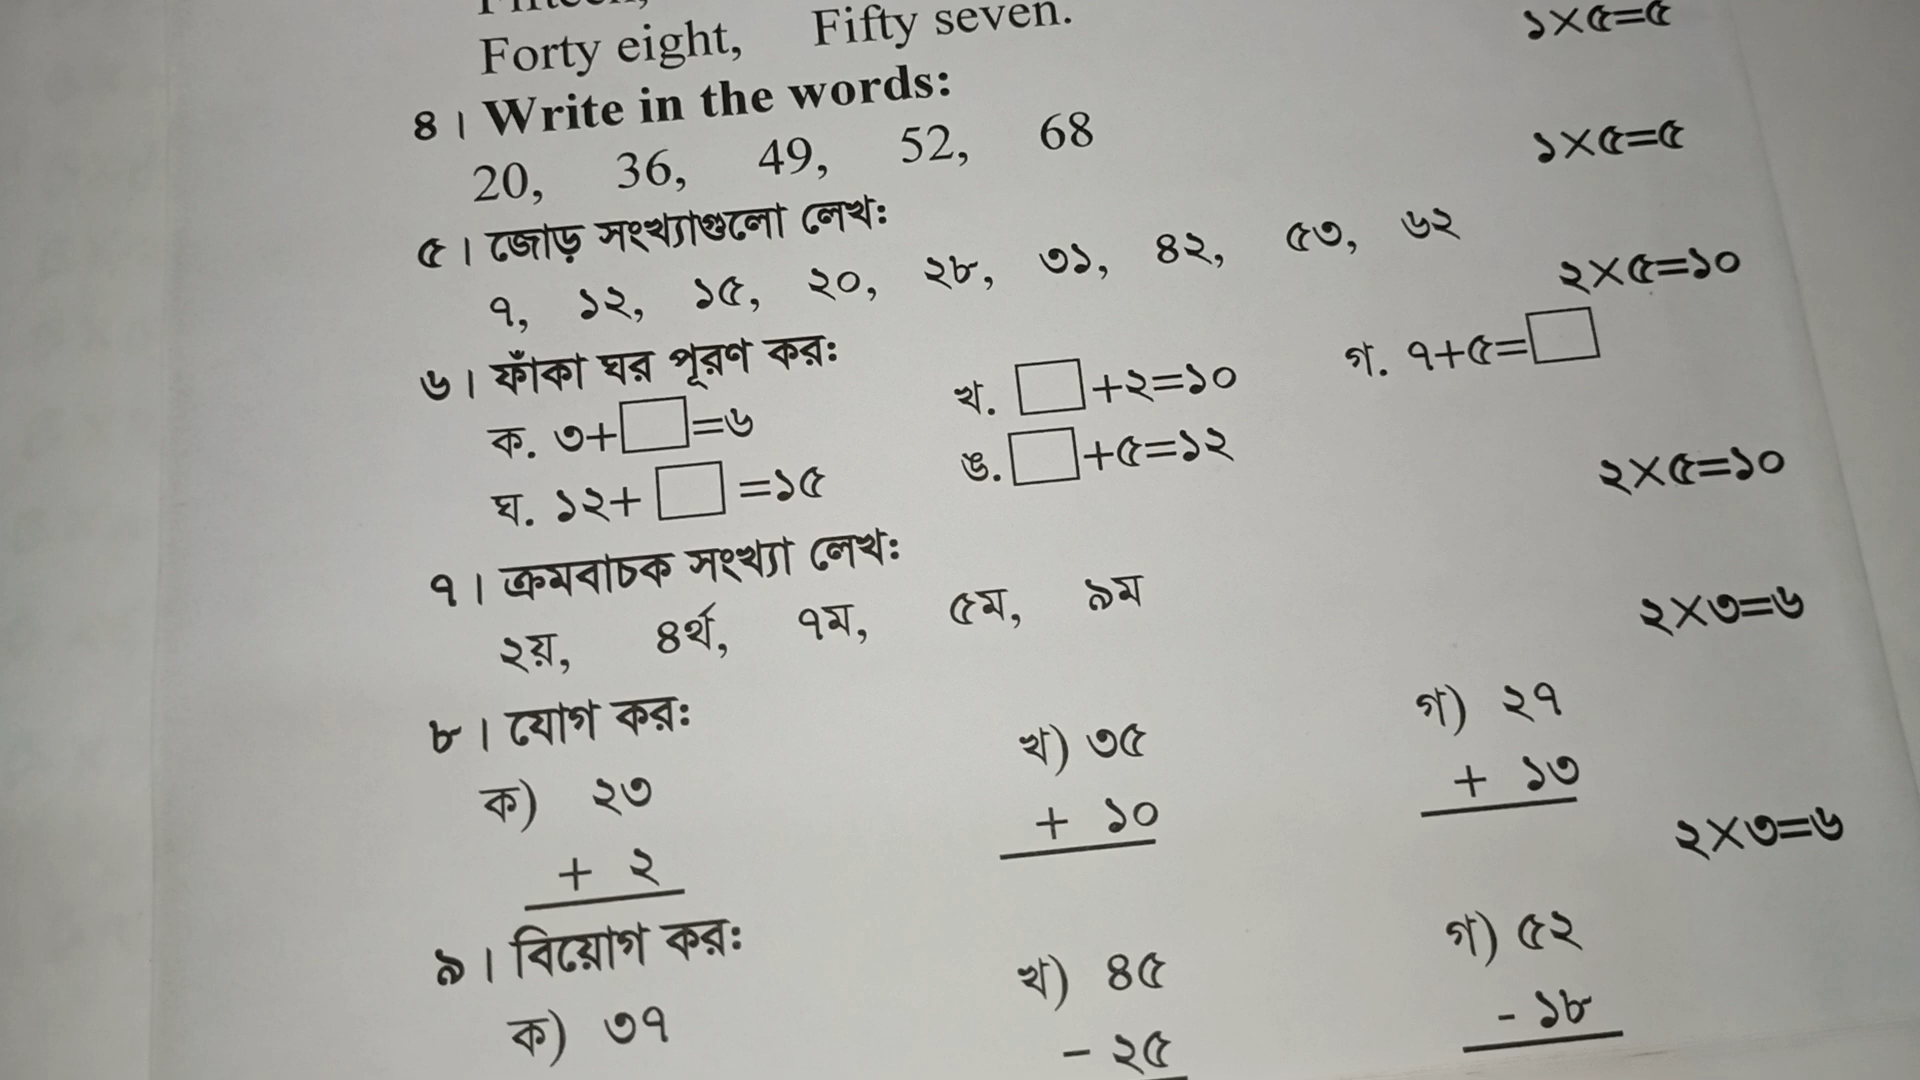 Forty eight, Fifty seven.
১×৫=৫
৪। Write in the words:
20, 36, 49, 52, 68
১×৫=৫
৫। জোড় সংখ্যাগুলো লেখঃ
৭, ১২, ১৫, ২০, ২৮, ৩১, ৪২, ৫৩, ৬২
২×৫=১০
৬। ফাঁকা ঘর পূরণ করঃ
ক. ৩+□=৬ খ. □+২=১০ গ. ৭+৫=□
ঘ. ১২+□=১৫ ঙ. □+৫=১২
২×৫=১০
৭। ক্রমবাচক সংখ্যা লেখঃ
২য়, ৪র্থ, ৭ম, ৫ম, ৯ম
২×৩=৬
৮। যোগ করঃ
ক) ২৩ খ) ৩৫ গ) ২৭
+ ২ + ১০ + ১৩
২×৩=৬
৯। বিয়োগ করঃ
ক) ৩৭ খ) ৪৫ গ) ৫২
- ২৫ - ১৮